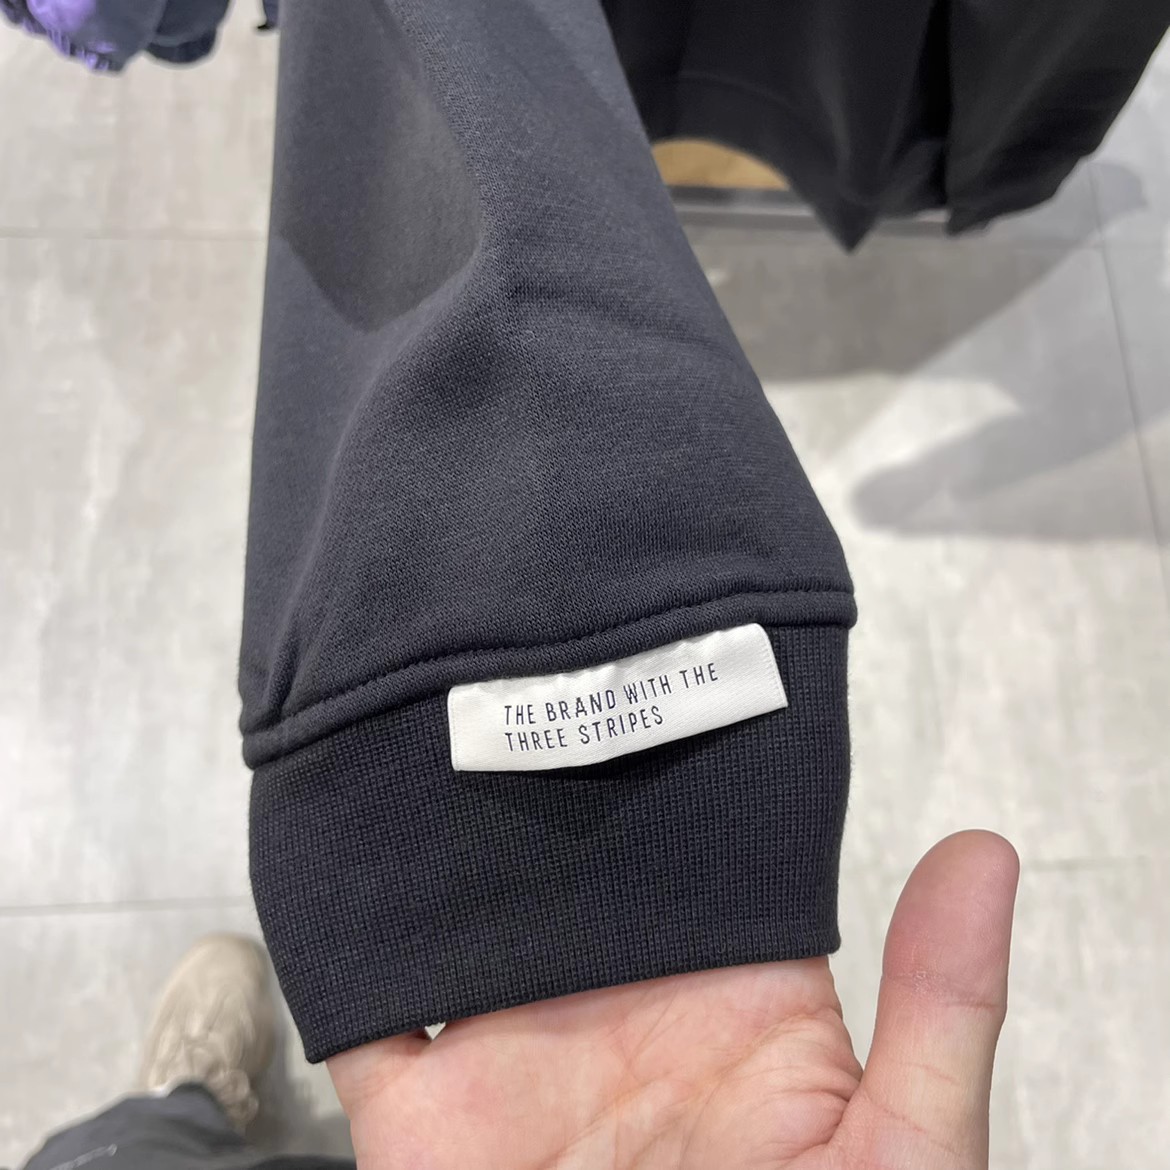 THE BRAND WITH THE
THREE STRIPES